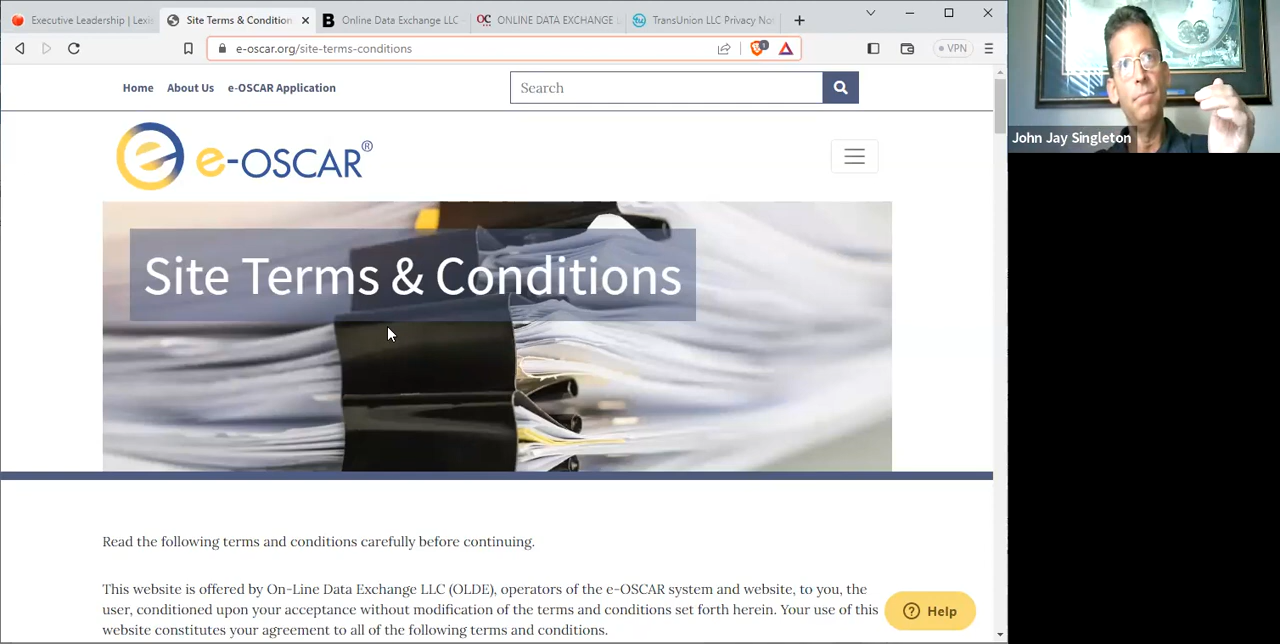 Executive Leadership | Lexis
Site Terms & Condition
Online Data Exchange LLC
ONLINE DATA EXCHANGE
TransUnion LLC Privacy No
e-oscar.org/site-terms-conditions
1
VPN
Home About Us e-OSCAR Application
Search
e-OSCAR®
John Jay Singleton
Site Terms & Conditions
Read the following terms and conditions carefully before continuing.
This website is offered by On-Line Data Exchange LLC (OLDE), operators of the e-OSCAR system and website, to you, the
user, conditioned upon your acceptance without modification of the terms and conditions set forth herein. Your use of this
website constitutes your agreement to all of the following terms and conditions.
Help